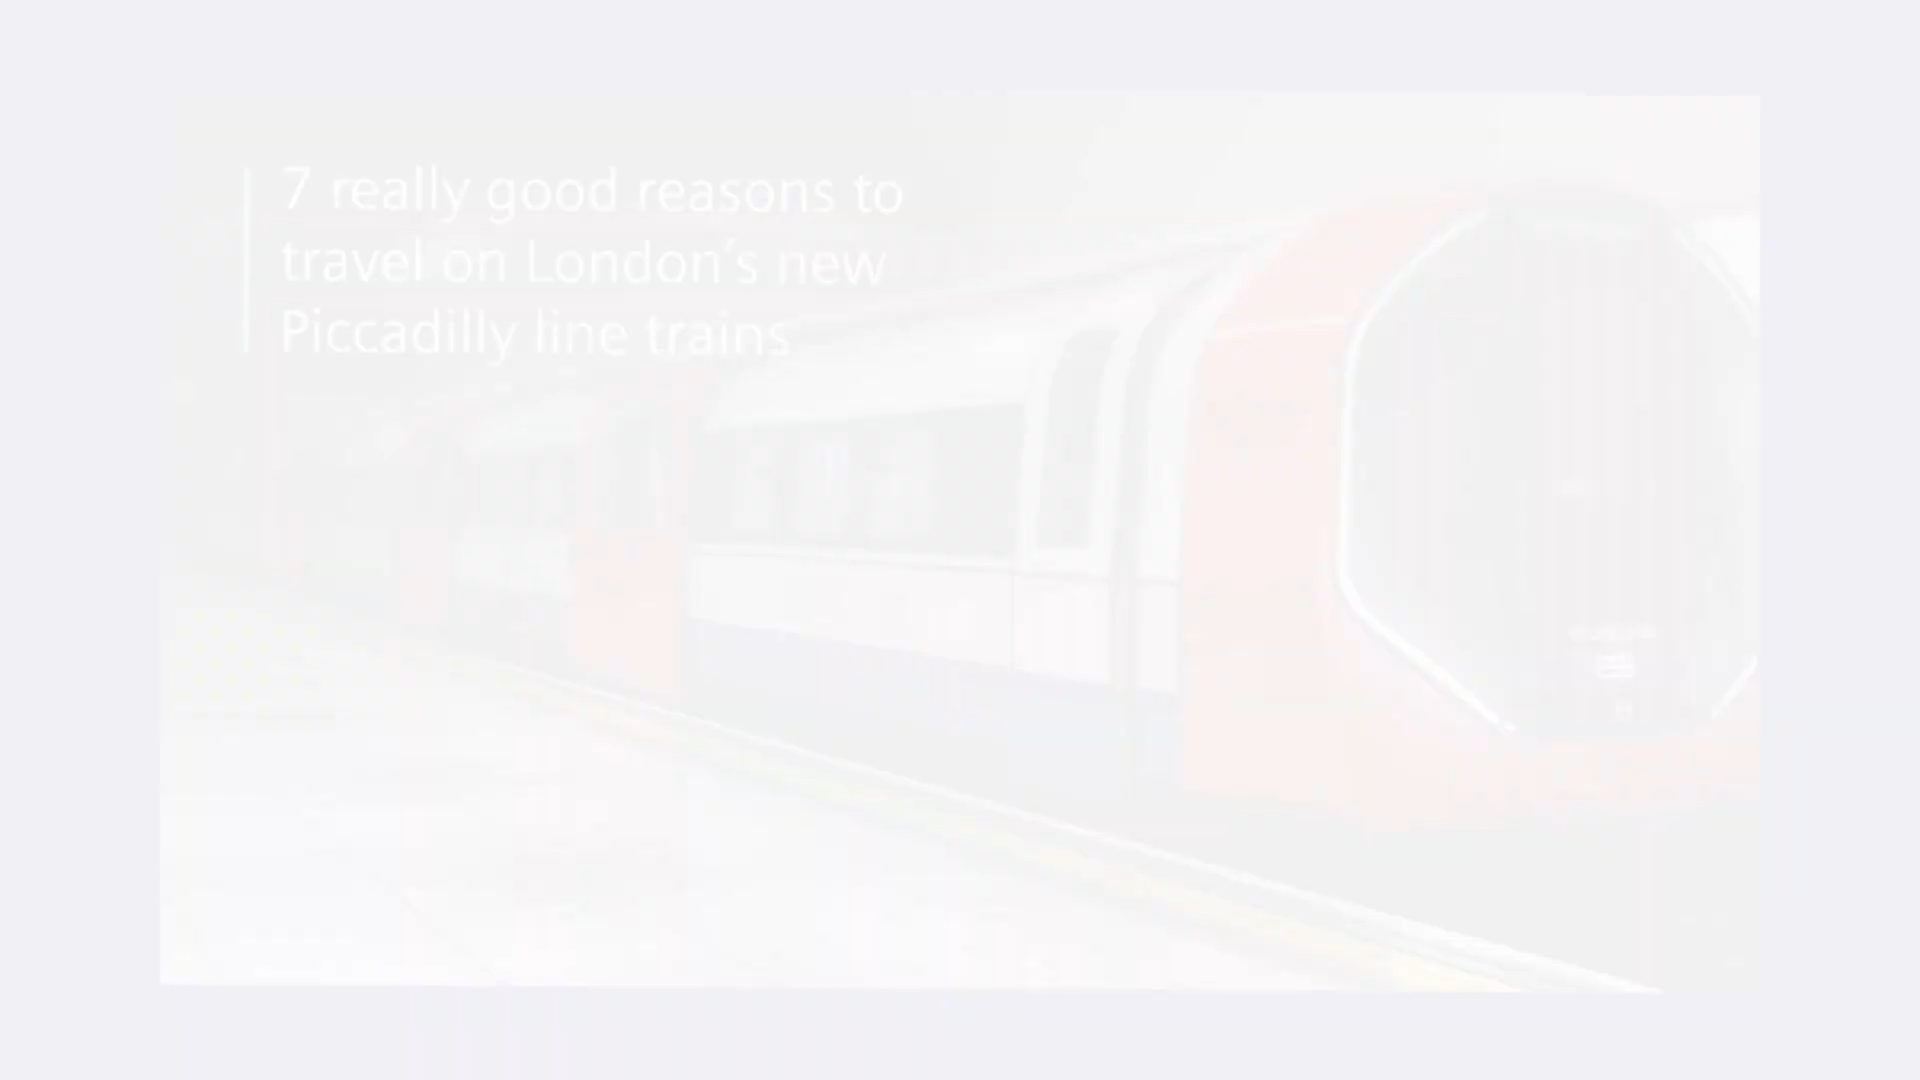 7 really good reasons to
travel on London's new
Piccadilly line trains